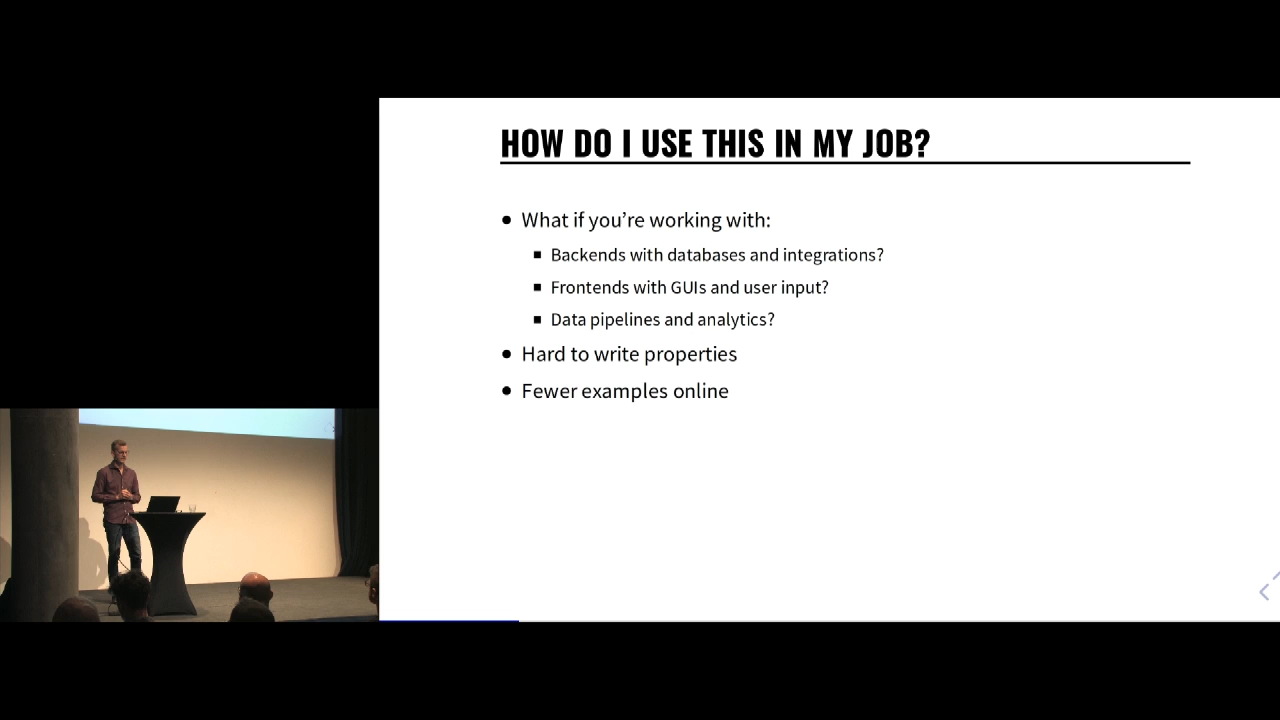 HOW DO I USE THIS IN MY JOB?
What if you're working with:
Backends with databases and integrations?
Frontends with GUIs and user input?
Data pipelines and analytics?
Hard to write properties
Fewer examples online